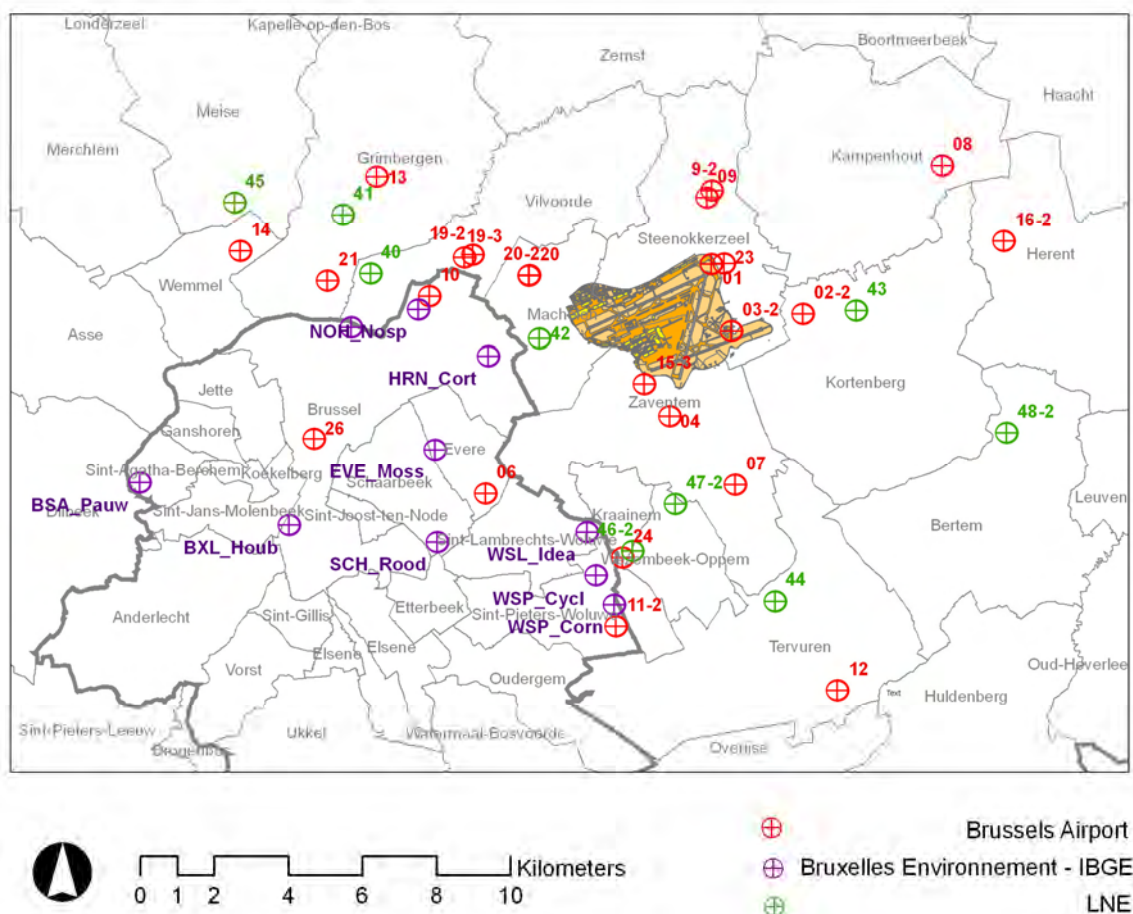 Londerzeel
Kapelle-op-den-Bos
Zemst
Boortmeerbeek
Haacht
Meise
Merchtem
Grimbergen
Kampenhout
08
45
41
13
9-2
09
Vilvoorde
16-2
14
19-2
19-3
Steenokkerzeel
Herent
40
20-2
20
23
Wemmel
21
10
01
02-2
43
Asse
NOH_Nosp
Machelen
03-2
42
HRN_Cort
15-3
Kortenberg
Jette
Brussel
Zaventem
48-2
Ganshoren
26
04
Evere
Sint-Agatha-Berchem
Koekelberg
EVE_Moss
06
47-2
07
Schaarbeek
BSA_Pauw
Dilbeek
Sint-Jans-Molenbeek
Sint-Joost-ten-Node
Kraainem
Leuven
Bertem
BXL_Houb
46-2
24
Sint-Lambrechts-Woluwe
SCH_Rood
WSL_Idea
Wezembeek-Oppem
44
Anderlecht
Sint-Gillis
Etterbeek
WSP_Cycl
11-2
Sint-Pieters-Woluwe
WSP_Corn
Elsene
Elsene
Tervuren
Vorst
Oudergem
12
Oud-Heverlee
Text
Huldenberg
Sint-Pieters-Leeuw
Drogenbos
Ukkel
Watermaal-Bosvoorde
Overijse
Kilometers
0 1 2 4 6 8 10
Brussels Airport
Bruxelles Environnement - IBGE
LNE